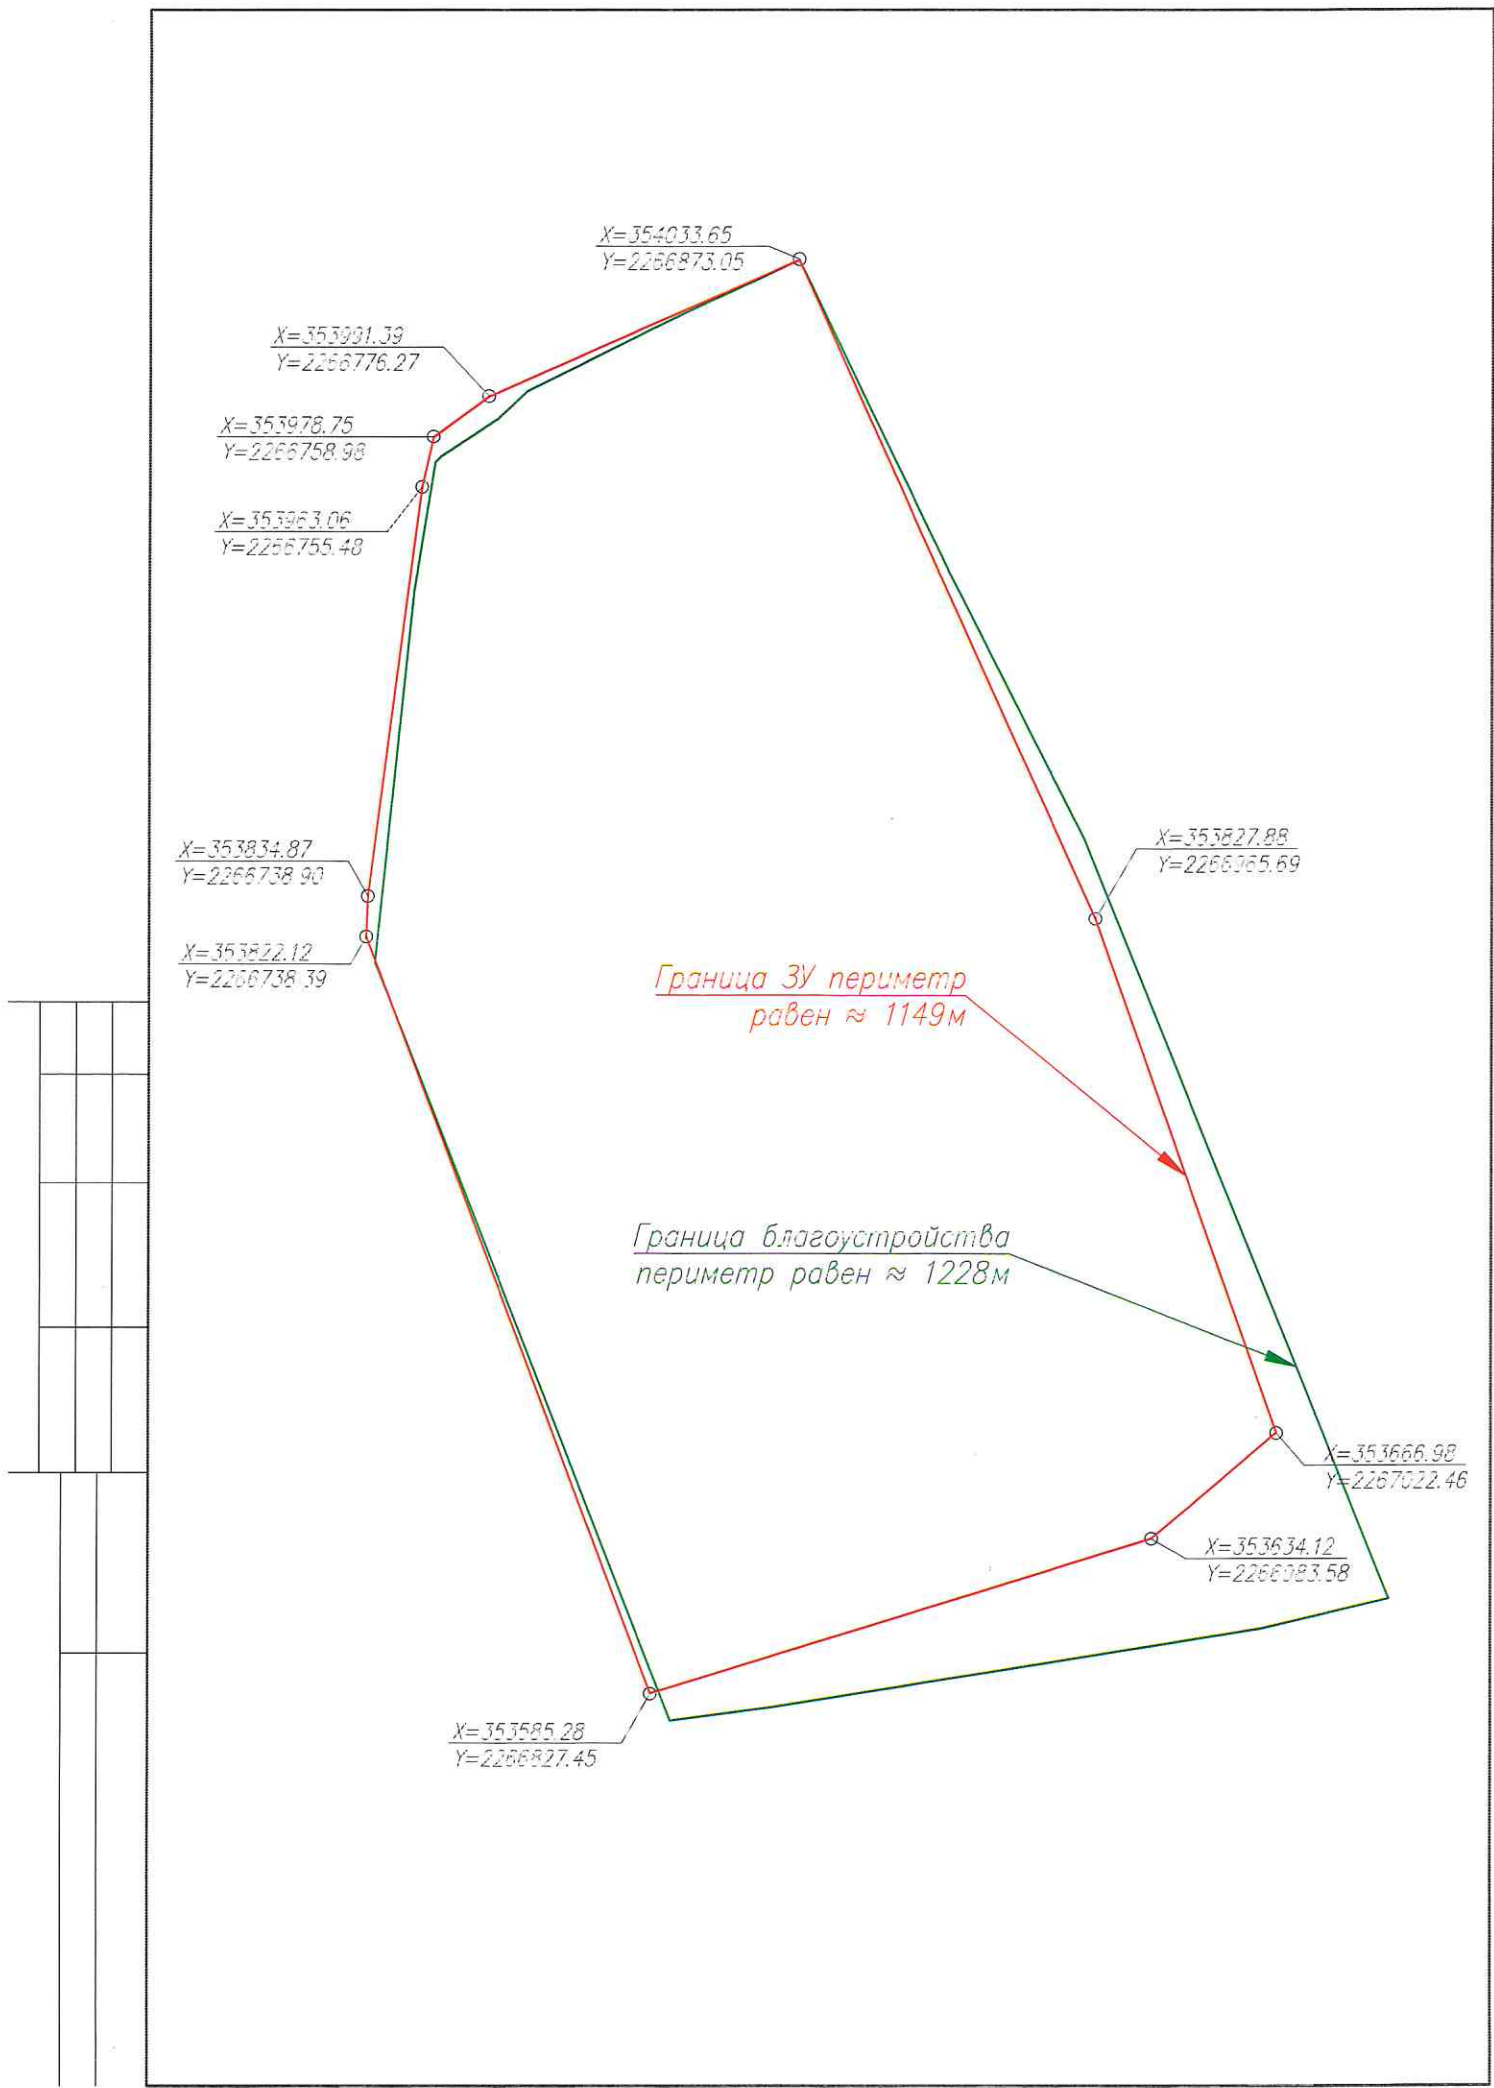 X=354033.65
Y=2266873.05
X=353991.39
Y=2266776.27
X=353978.75
Y=2266758.98
X=353963.06
Y=2266755.48
X=353834.87
Y=2266738.90
X=353827.88
Y=2266965.69
X=353822.12
Y=2266738.39
Граница ЗУ периметр
равен ≈ 1149м
Граница благоустройства
периметр равен ≈ 1228м
X=353666.98
Y=2267022.46
X=353634.12
Y=2266983.58
X=353585.28
Y=2266827.45